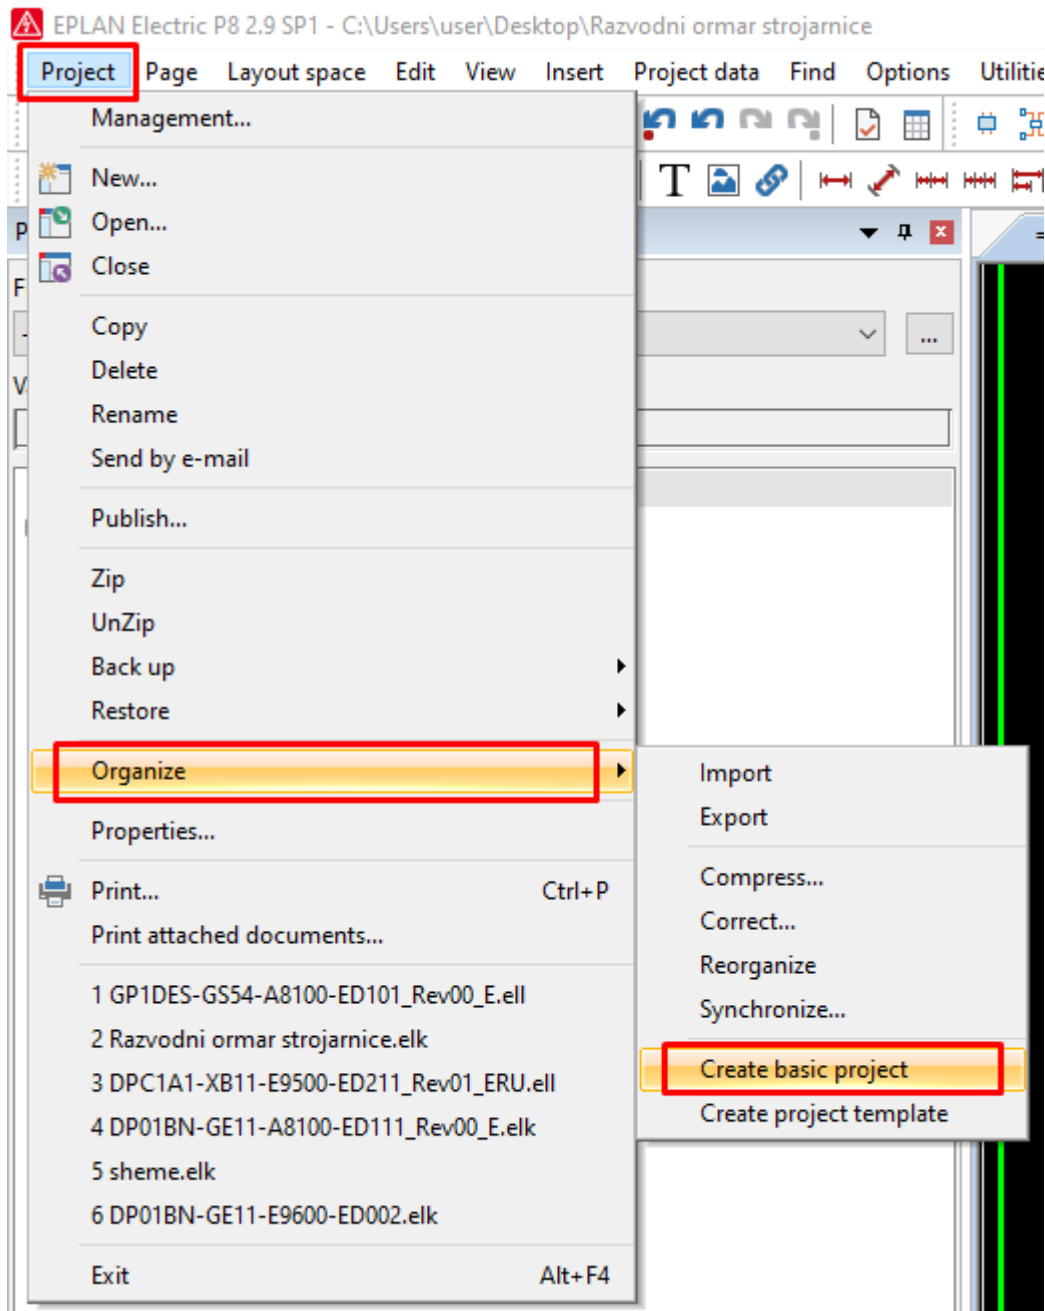 EPLAN Electric P8 2.9 SP1 - C:\Users\user\Desktop\Razvodni ormar strojarnice
Project Page Layout space Edit View Insert Project data Find Options Utilitie
Management...
New...
Open...
Close
Copy
Delete
Rename
Send by e-mail
Publish...
Zip
UnZip
Back up
Restore
Organize
Import
Export
Properties...
Compress...
Print... Ctrl+P
Correct...
Print attached documents...
Reorganize
1 GP1DES-GS54-A8100-ED101_Rev00_E.ell
Synchronize...
2 Razvodni ormar strojarnice.elk
Create basic project
3 DPC1A1-XB11-E9500-ED211_Rev01_ERU.ell
Create project template
4 DP01BN-GE11-A8100-ED111_Rev00_E.elk
5 sheme.elk
6 DP01BN-GE11-E9600-ED002.elk
Exit Alt+F4